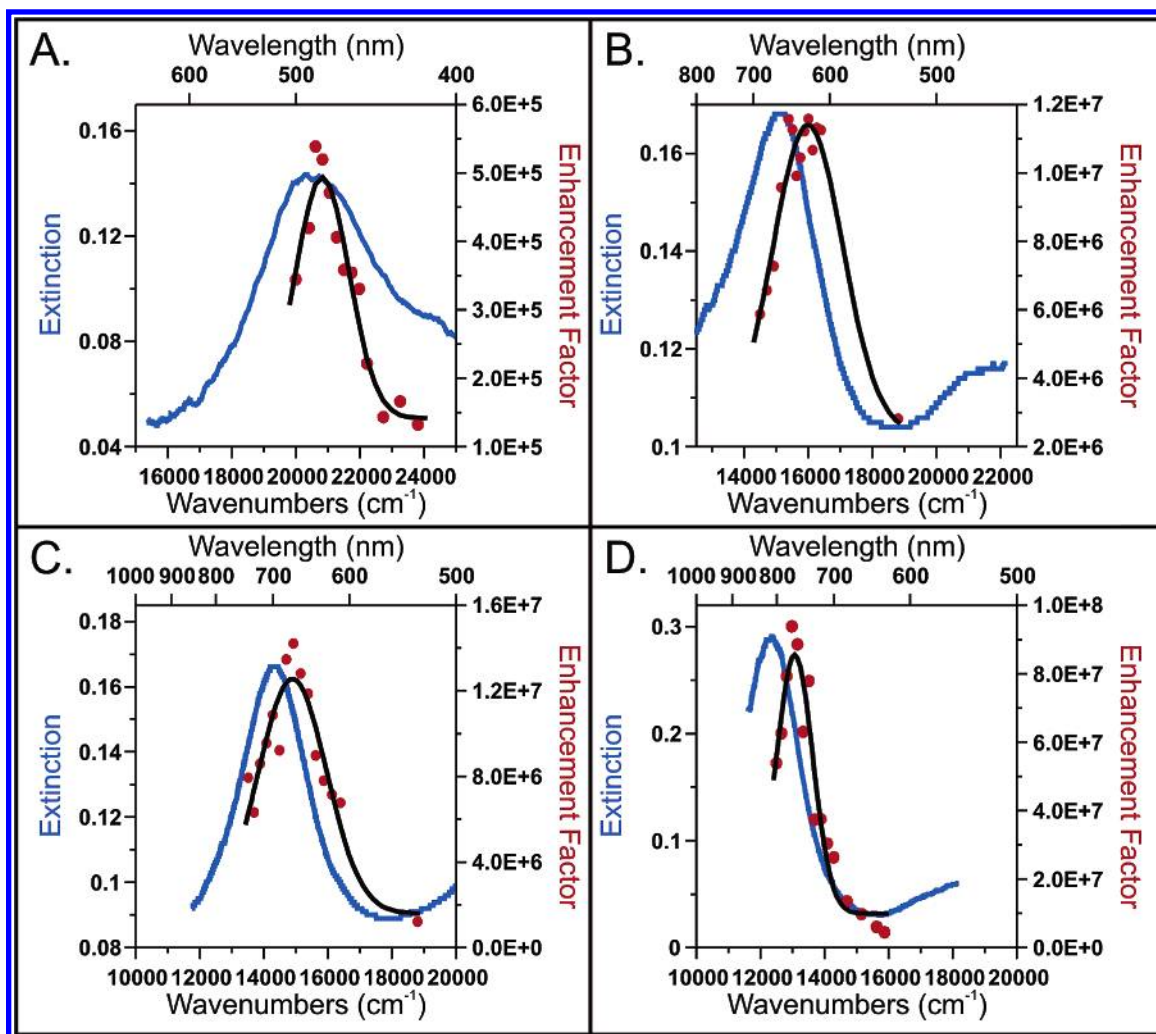 A.
Wavelength (nm)
600 500 400
Extinction
0.16
0.12
0.08
0.04
6.0E+5
5.0E+5
4.0E+5
3.0E+5
2.0E+5
1.0E+5
Enhancement Factor
16000 18000 20000 22000 24000
Wavenumbers (cm-1)
B.
Wavelength (nm)
800 700 600 500
Extinction
0.16
0.14
0.12
0.1
1.2E+7
1.0E+7
8.0E+6
6.0E+6
4.0E+6
2.0E+6
Enhancement Factor
14000 16000 18000 20000 22000
Wavenumbers (cm-1)
C.
Wavelength (nm)
1000 900 800 700 600 500
Extinction
0.18
0.16
0.14
0.12
0.1
0.08
1.6E+7
1.2E+7
8.0E+6
4.0E+6
0.0E+0
Enhancement Factor
10000 12000 14000 16000 18000 20000
Wavenumbers (cm-1)
D.
Wavelength (nm)
1000 900 800 700 600 500
Extinction
0.3
0.2
0.1
0
1.0E+8
8.0E+7
6.0E+7
4.0E+7
2.0E+7
0.0E+0
Enhancement Factor
10000 12000 14000 16000 18000 20000
Wavenumbers (cm-1)